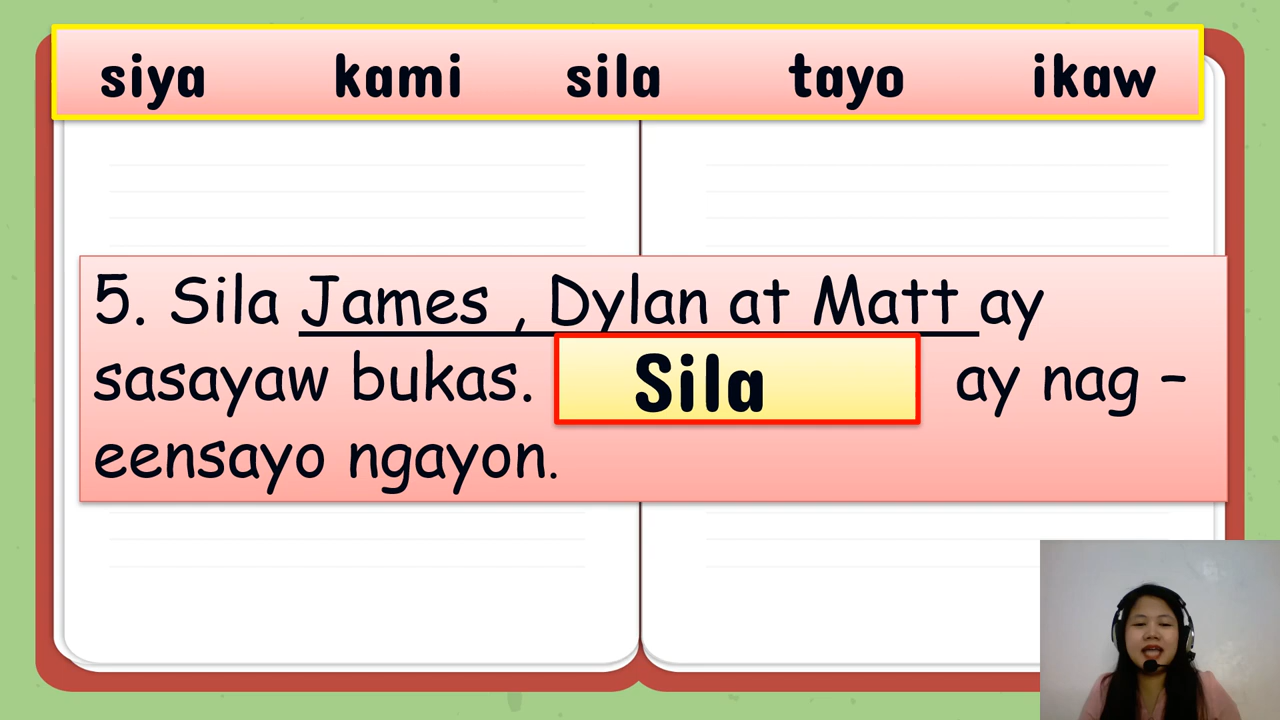 siya kami sila tayo ikaw
5. Sila James , Dylan at Matt ay
sasayaw bukas. Sila ay nag –
eensayo ngayon.